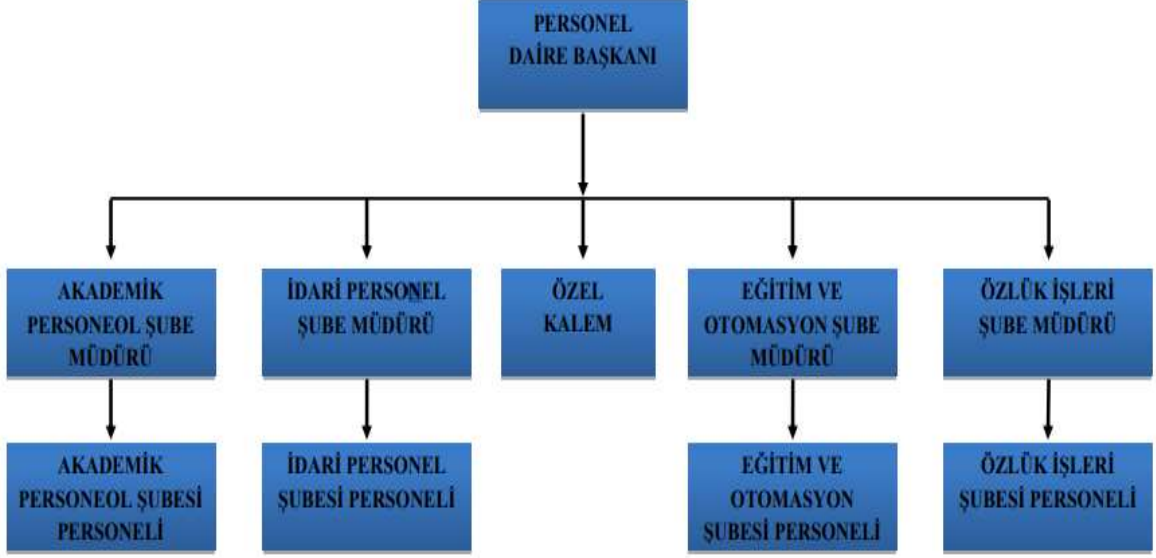 PERSONEL
DAİRE BAŞKANI
AKADEMİK
PERSONEOL ŞUBE
MÜDÜRÜ
İDARİ PERSONEL
ŞUBE MÜDÜRÜ
ÖZEL
KALEM
EĞİTİM VE
OTOMASYON ŞUBE
MÜDÜRÜ
ÖZLÜK İŞLERİ
ŞUBE MÜDÜRÜ
AKADEMİK
PERSONEOL ŞUBESİ
PERSONELİ
İDARİ PERSONEL
ŞUBESİ PERSONELİ
EĞİTİM VE
OTOMASYON
ŞUBESİ PERSONELİ
ÖZLÜK İŞLERİ
ŞUBESİ PERSONELİ